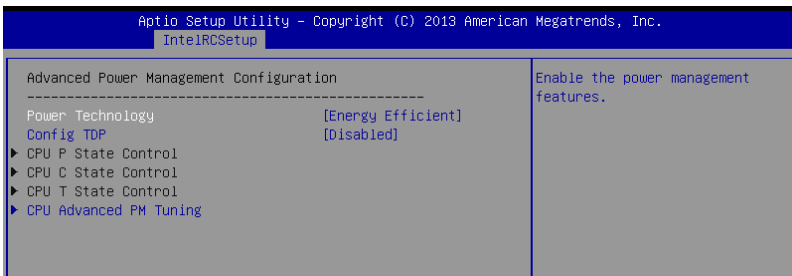 Aptio Setup Utility – Copyright (C) 2013 American Megatrends, Inc.
IntelRCSetup
Advanced Power Management Configuration
--------------------------------------------------
Power Technology [Energy Efficient]
Config TDP [Disabled]
▶ CPU P State Control
▶ CPU C State Control
▶ CPU T State Control
▶ CPU Advanced PM Tuning
Enable the power management
features.